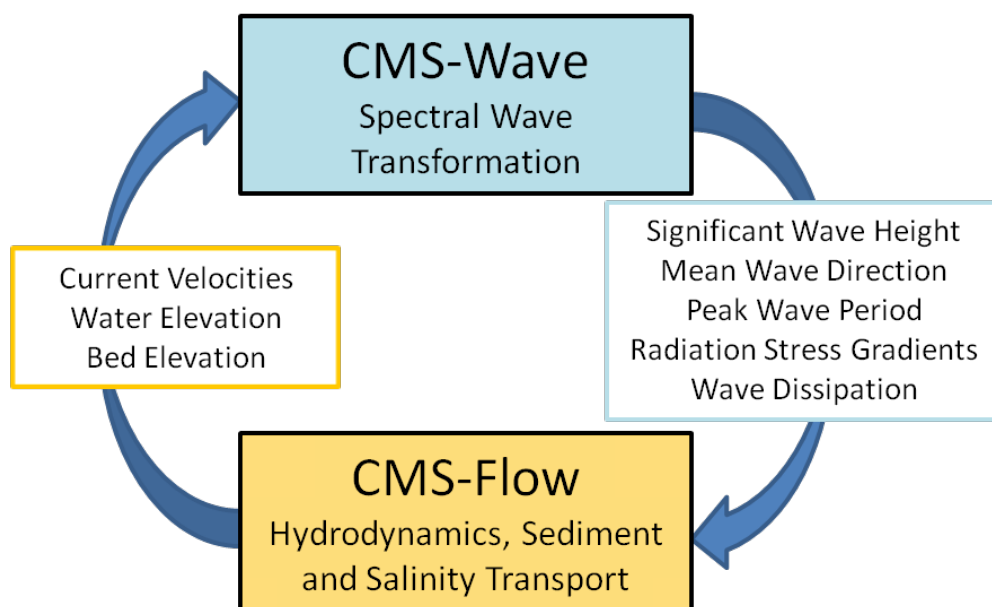 CMS-Wave
Spectral Wave
Transformation
Significant Wave Height
Mean Wave Direction
Peak Wave Period
Radiation Stress Gradients
Wave Dissipation
Current Velocities
Water Elevation
Bed Elevation
CMS-Flow
Hydrodynamics, Sediment
and Salinity Transport